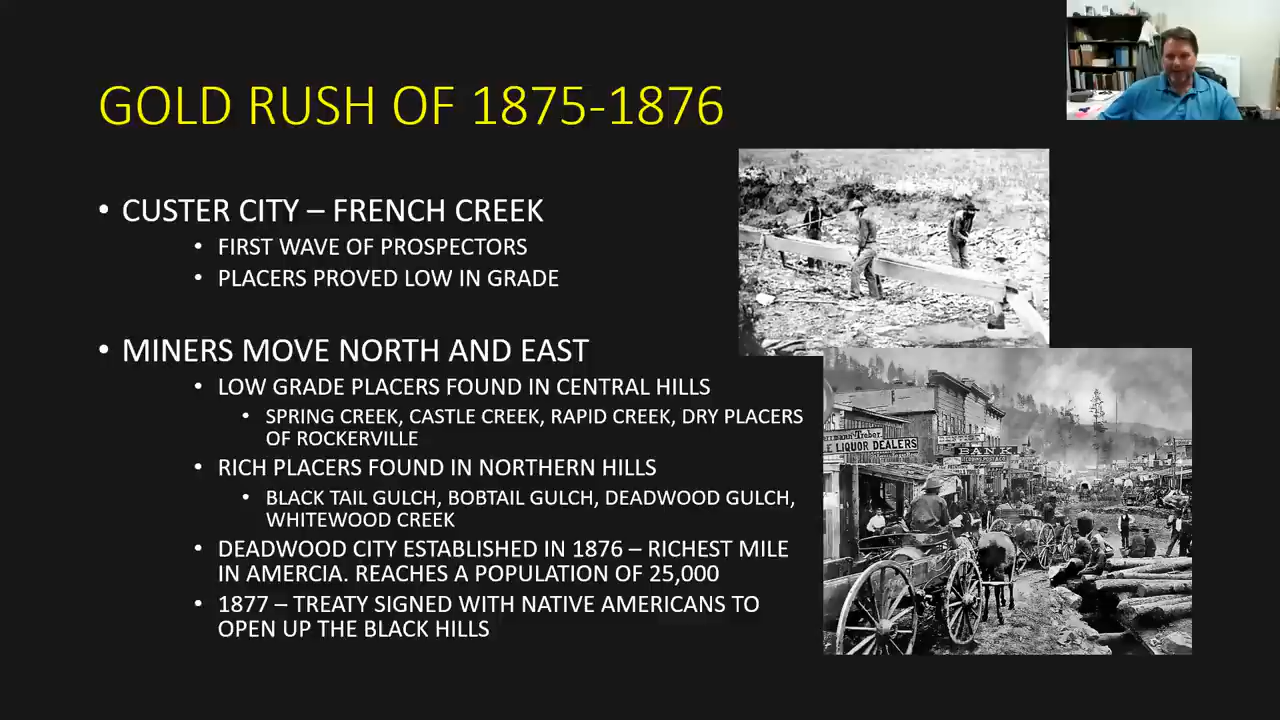 GOLD RUSH OF 1875-1876
• CUSTER CITY – FRENCH CREEK
• FIRST WAVE OF PROSPECTORS
• PLACERS PROVED LOW IN GRADE
• MINERS MOVE NORTH AND EAST
• LOW GRADE PLACERS FOUND IN CENTRAL HILLS
• SPRING CREEK, CASTLE CREEK, RAPID CREEK, DRY PLACERS
OF ROCKERVILLE
• RICH PLACERS FOUND IN NORTHERN HILLS
• BLACK TAIL GULCH, BOBTAIL GULCH, DEADWOOD GULCH,
WHITEWOOD CREEK
• DEADWOOD CITY ESTABLISHED IN 1876 – RICHEST MILE
IN AMERCIA. REACHES A POPULATION OF 25,000
• 1877 – TREATY SIGNED WITH NATIVE AMERICANS TO
OPEN UP THE BLACK HILLS
LIQUOR DEALERS
BANK